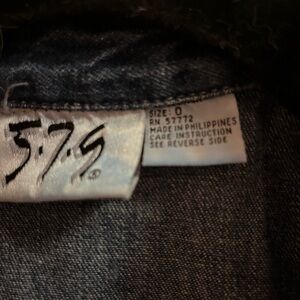 5·7·9
®
SIZE: 0
RN 57772
MADE IN PHILIPPINES
CARE INSTRUCTION
SEE REVERSE SIDE